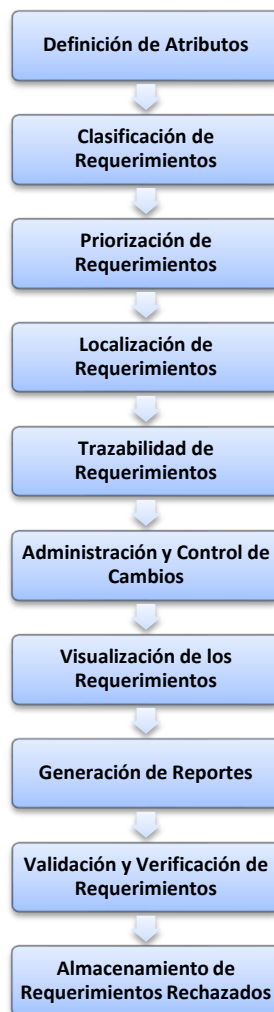 Definición de Atributos
Clasificación de
Requerimientos
Priorización de
Requerimientos
Localización de
Requerimientos
Trazabilidad de
Requerimientos
Administración y Control de
Cambios
Visualización de los
Requerimientos
Generación de Reportes
Validación y Verificación de
Requerimientos
Almacenamiento de
Requerimientos Rechazados